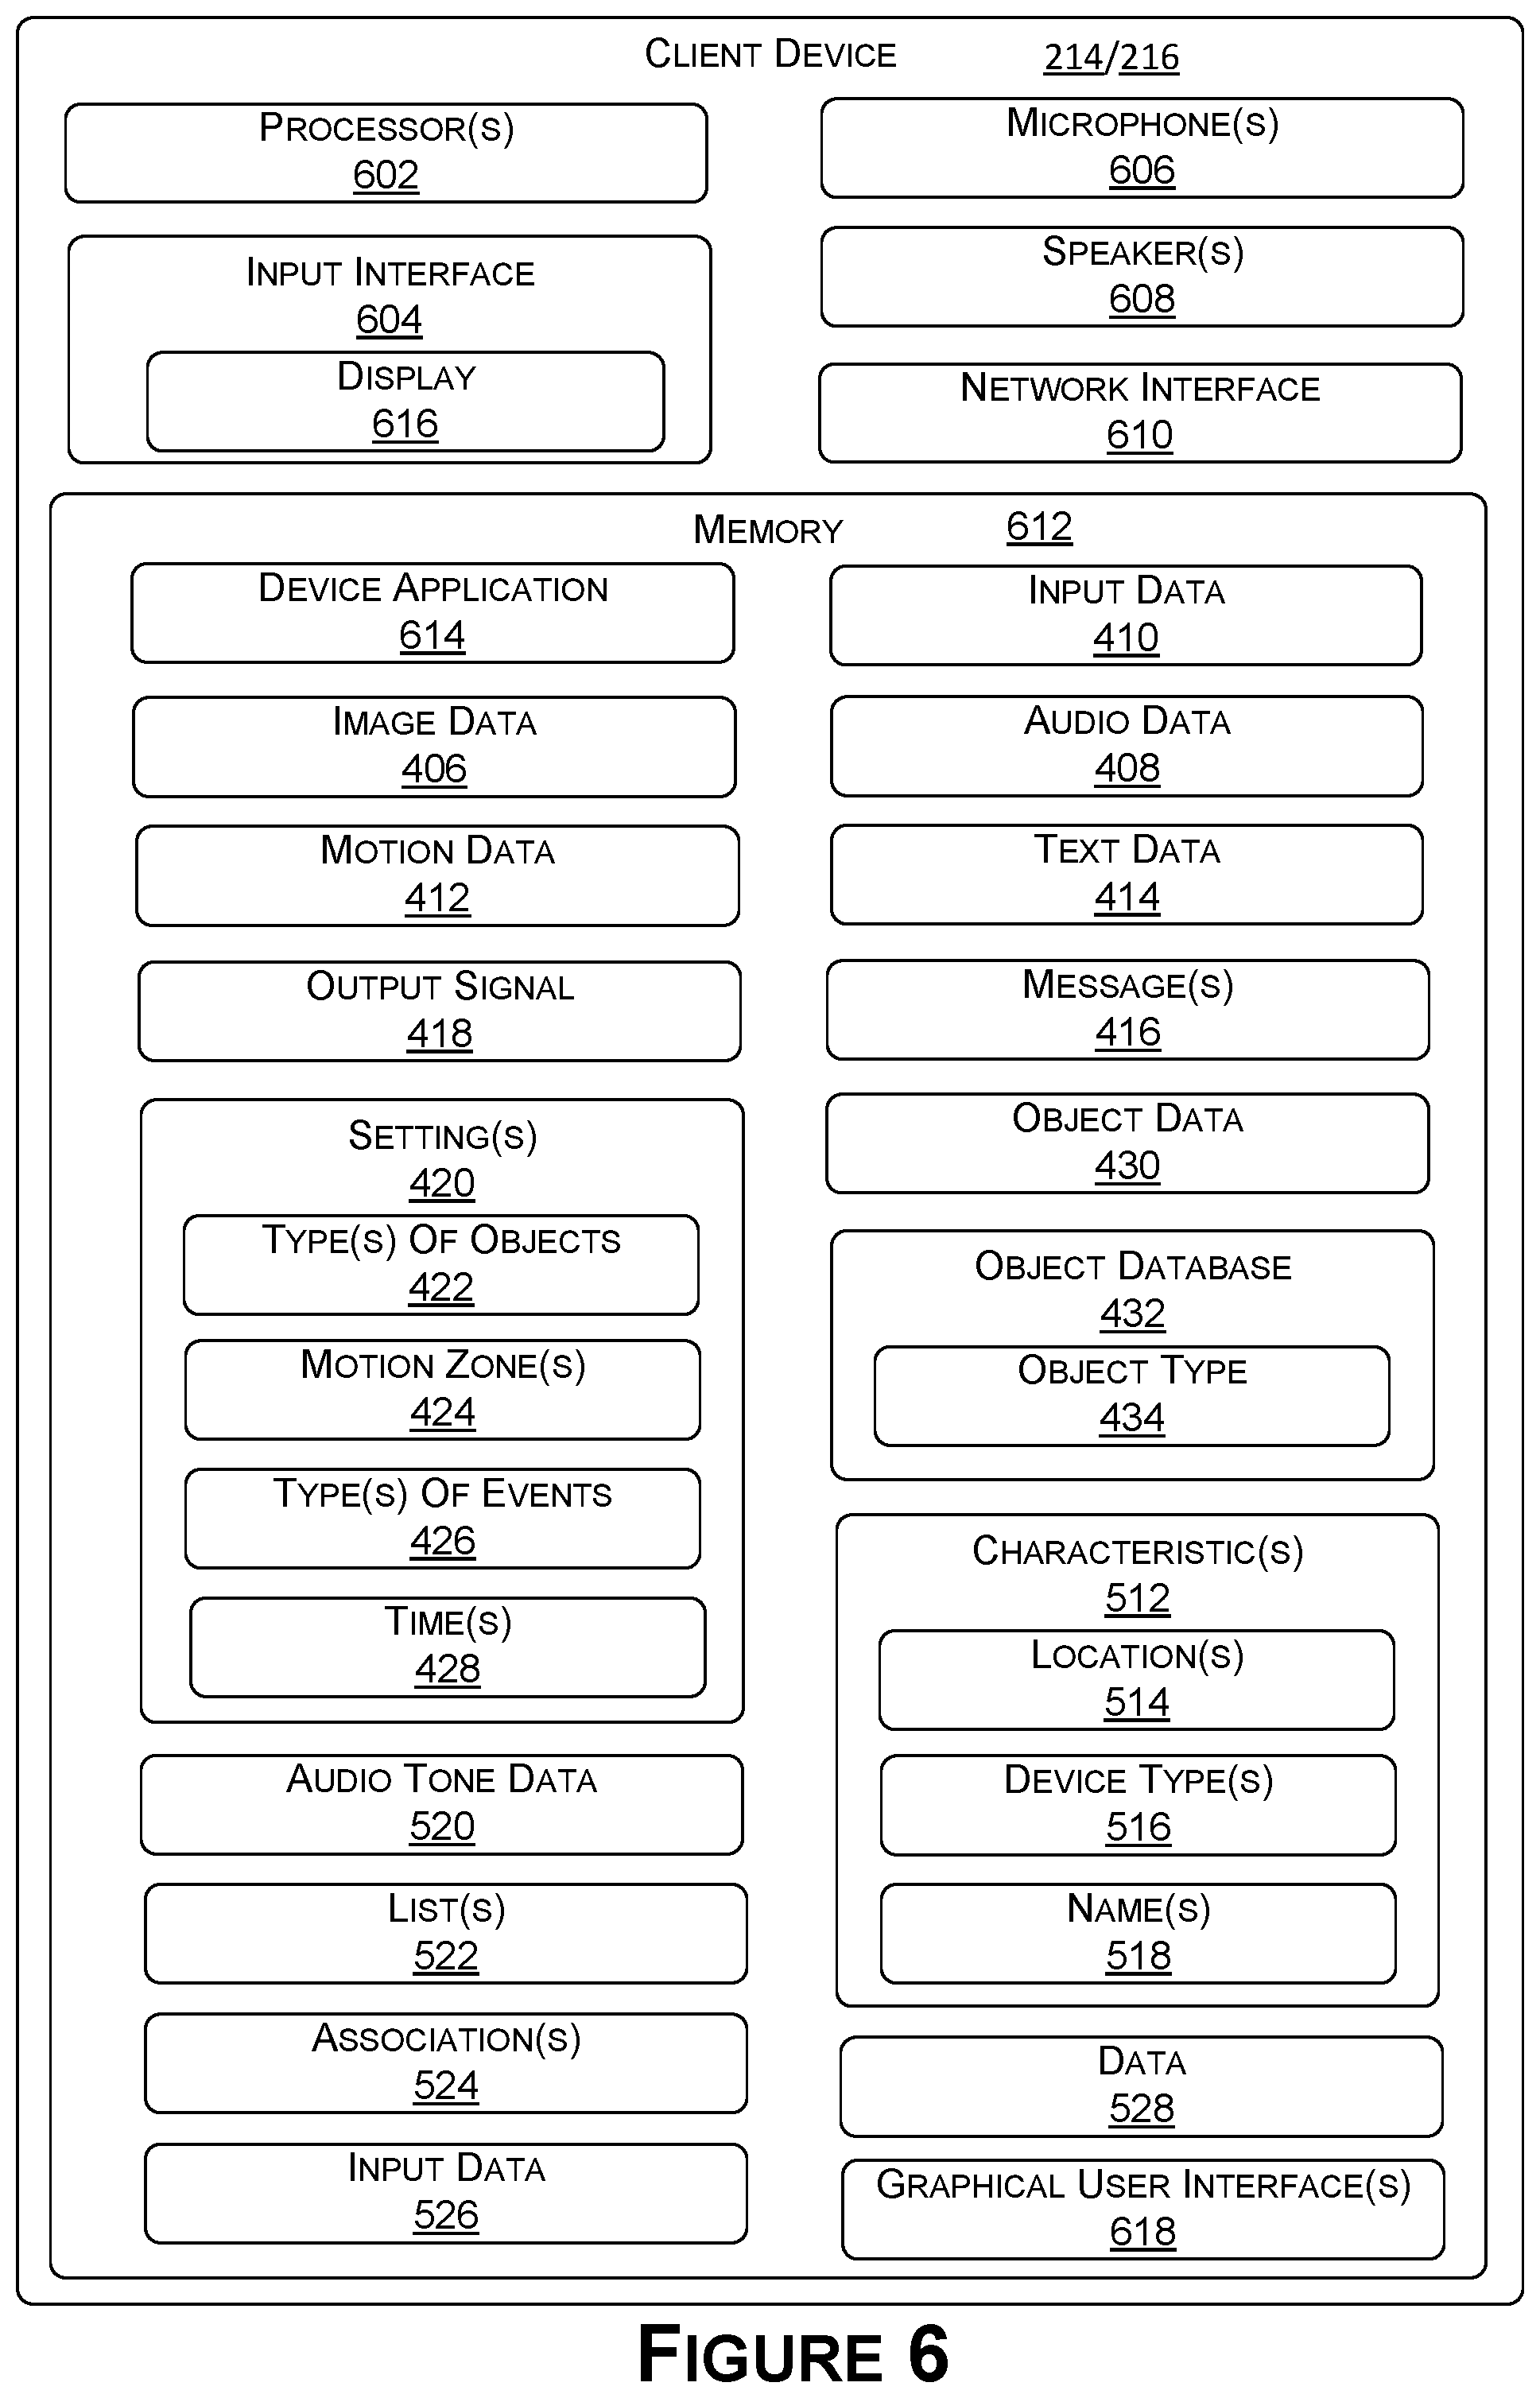 CLIENT DEVICE 214/216
PROCESSOR(S)
602
INPUT INTERFACE
604
DISPLAY
616
MICROPHONE(S)
606
SPEAKER(S)
608
NETWORK INTERFACE
610
MEMORY 612
DEVICE APPLICATION
614
IMAGE DATA
406
MOTION DATA
412
OUTPUT SIGNAL
418
SETTING(S)
420
TYPE(S) OF OBJECTS
422
MOTION ZONE(S)
424
TYPE(S) OF EVENTS
426
TIME(S)
428
AUDIO TONE DATA
520
LIST(S)
522
ASSOCIATION(S)
524
INPUT DATA
526
INPUT DATA
410
AUDIO DATA
408
TEXT DATA
414
MESSAGE(S)
416
OBJECT DATA
430
OBJECT DATABASE
432
OBJECT TYPE
434
CHARACTERISTIC(S)
512
LOCATION(S)
514
DEVICE TYPE(S)
516
NAME(S)
518
DATA
528
GRAPHICAL USER INTERFACE(S)
618
FIGURE 6